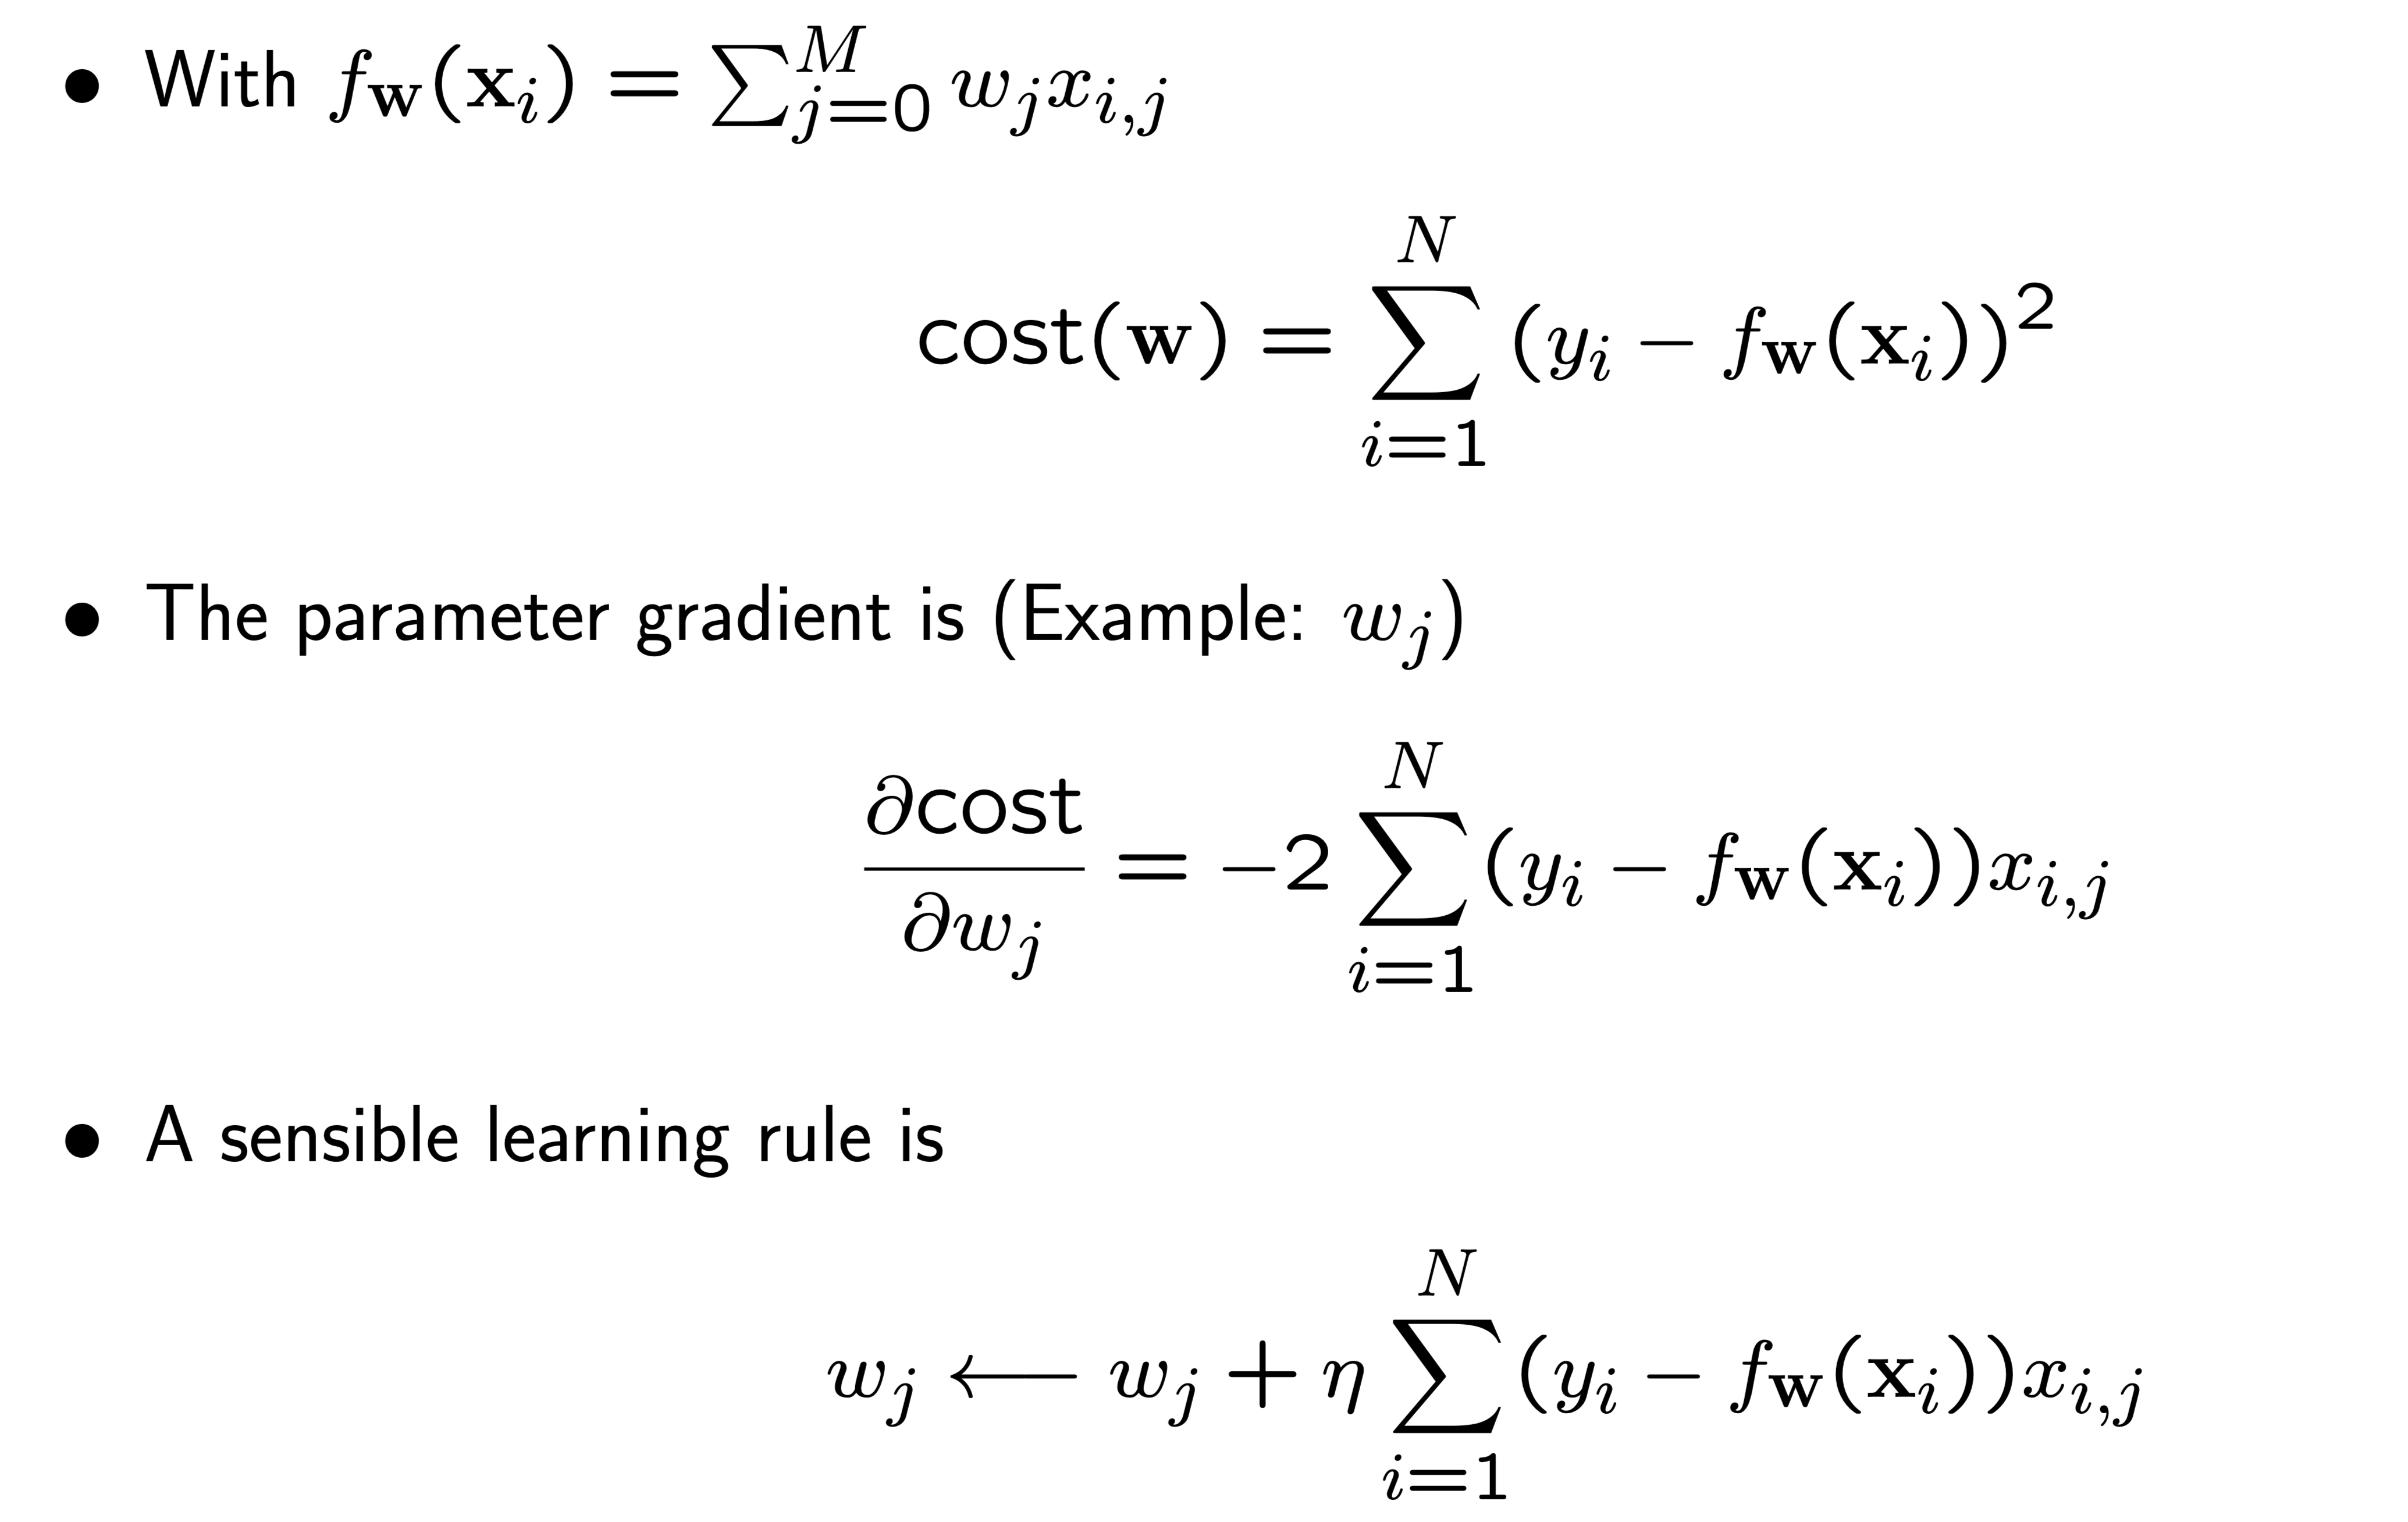 • With $f_{\mathbf{w}}(\mathbf{x}_i) = \sum_{j=0}^{M} w_j x_{i,j}$
$\text{cost}(\mathbf{w}) = \sum_{i=1}^{N} (y_i - f_{\mathbf{w}}(\mathbf{x}_i))^2$
• The parameter gradient is (Example: $w_j$)
$\frac{\partial \text{cost}}{\partial w_j} = -2 \sum_{i=1}^{N} (y_i - f_{\mathbf{w}}(\mathbf{x}_i)) x_{i,j}$
• A sensible learning rule is
$w_j \longleftarrow w_j + \eta \sum_{i=1}^{N} (y_i - f_{\mathbf{w}}(\mathbf{x}_i)) x_{i,j}$